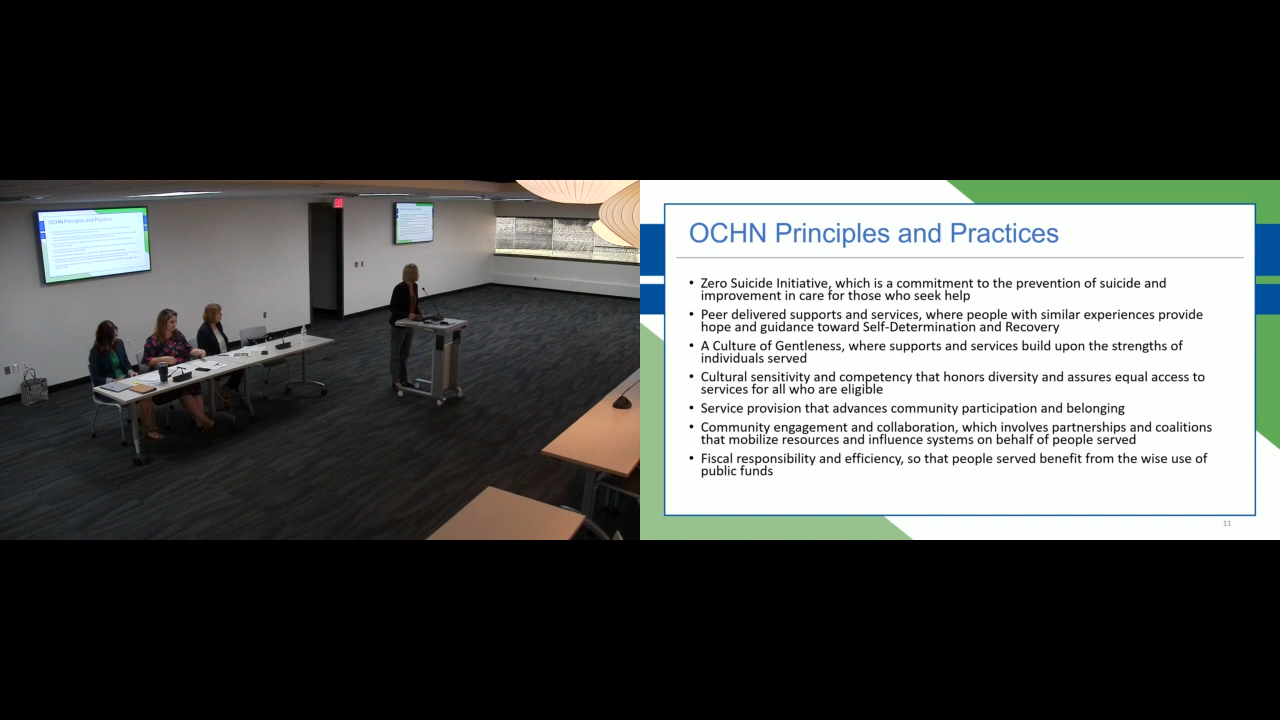 OCHN Principles and Practices
OCHN Principles and Practices
• Zero Suicide Initiative, which is a commitment to the prevention of suicide and
improvement in care for those who seek help
• Peer delivered supports and services, where people with similar experiences provide
hope and guidance toward Self-Determination and Recovery
• A Culture of Gentleness, where supports and services build upon the strengths of
individuals served
• Cultural sensitivity and competency that honors diversity and assures equal access to
services for all who are eligible
• Service provision that advances community participation and belonging
• Community engagement and collaboration, which involves partnerships and coalitions
that mobilize resources and influence systems on behalf of people served
• Fiscal responsibility and efficiency, so that people served benefit from the wise use of
public funds
11